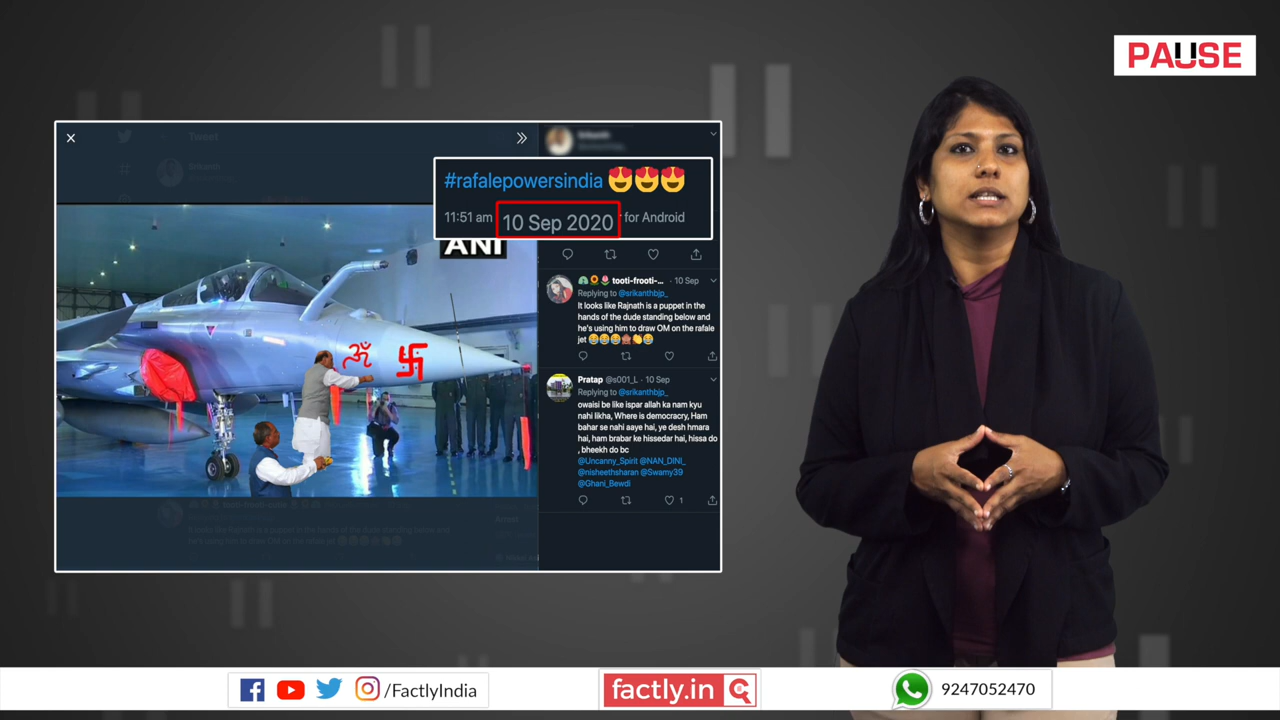 PAUSE
Tweet
Srikanth
#rafalepowersindia 😍😍😍
11:51 am 10 Sep 2020 for Android
ANI
tooti-frooti-... · 10 Sep
Replying to @srikanthbjp_
It looks like Rajnath is a puppet in the
hands of the dude standing below and
he's using him to draw OM on the rafale
jet
ॐ
卐
Pratap @s001_L · 10 Sep
Replying to @srikanthbjp_
owaisi be like ispar allah ka nam kyu
nahi likha, Where is democracy, Ham
bahar se nahi aaye hai, ye desh hmara
hai, ham brabar ke hissedar hai, hissa do
, bheekh do bc
@Uncanny_Spirit @NAN_DINI_
@nisheethsharan @Swamy39
@Ghani_Bewdi
1
/FactlyIndia
factly.in
9247052470